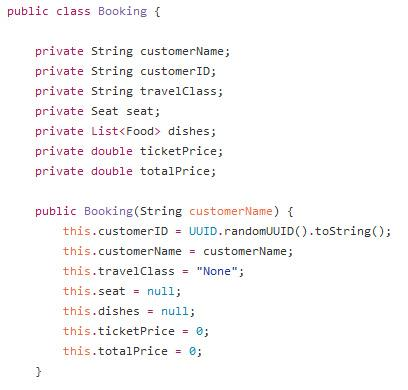 public class Booking {
private String customerName;
private String customerID;
private String travelClass;
private Seat seat;
private List<Food> dishes;
private double ticketPrice;
private double totalPrice;
public Booking(String customerName) {
this.customerID = UUID.randomUUID().toString();
this.customerName = customerName;
this.travelClass = "None";
this.seat = null;
this.dishes = null;
this.ticketPrice = 0;
this.totalPrice = 0;
}